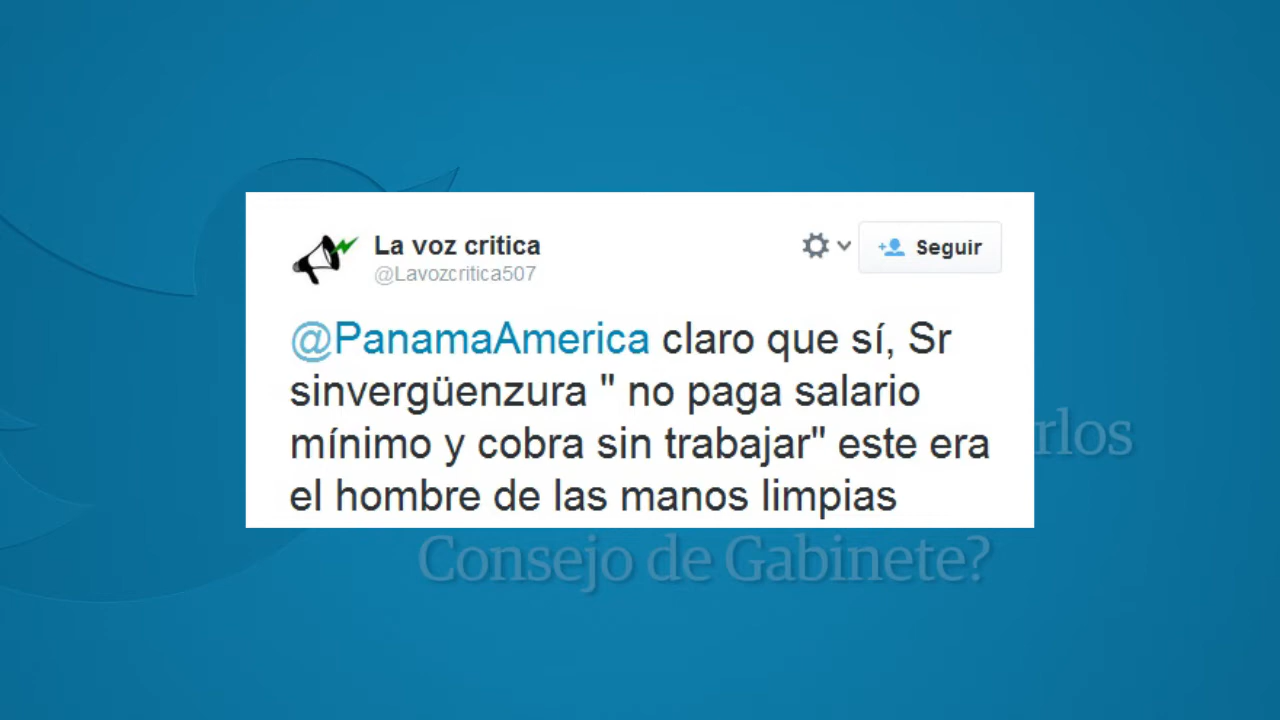 La voz critica
@Lavozcritica507
Seguir
@PanamaAmerica claro que sí, Sr
sinvergüenzura " no paga salario
mínimo y cobra sin trabajar" este era
el hombre de las manos limpias
Consejo de Gabinete?